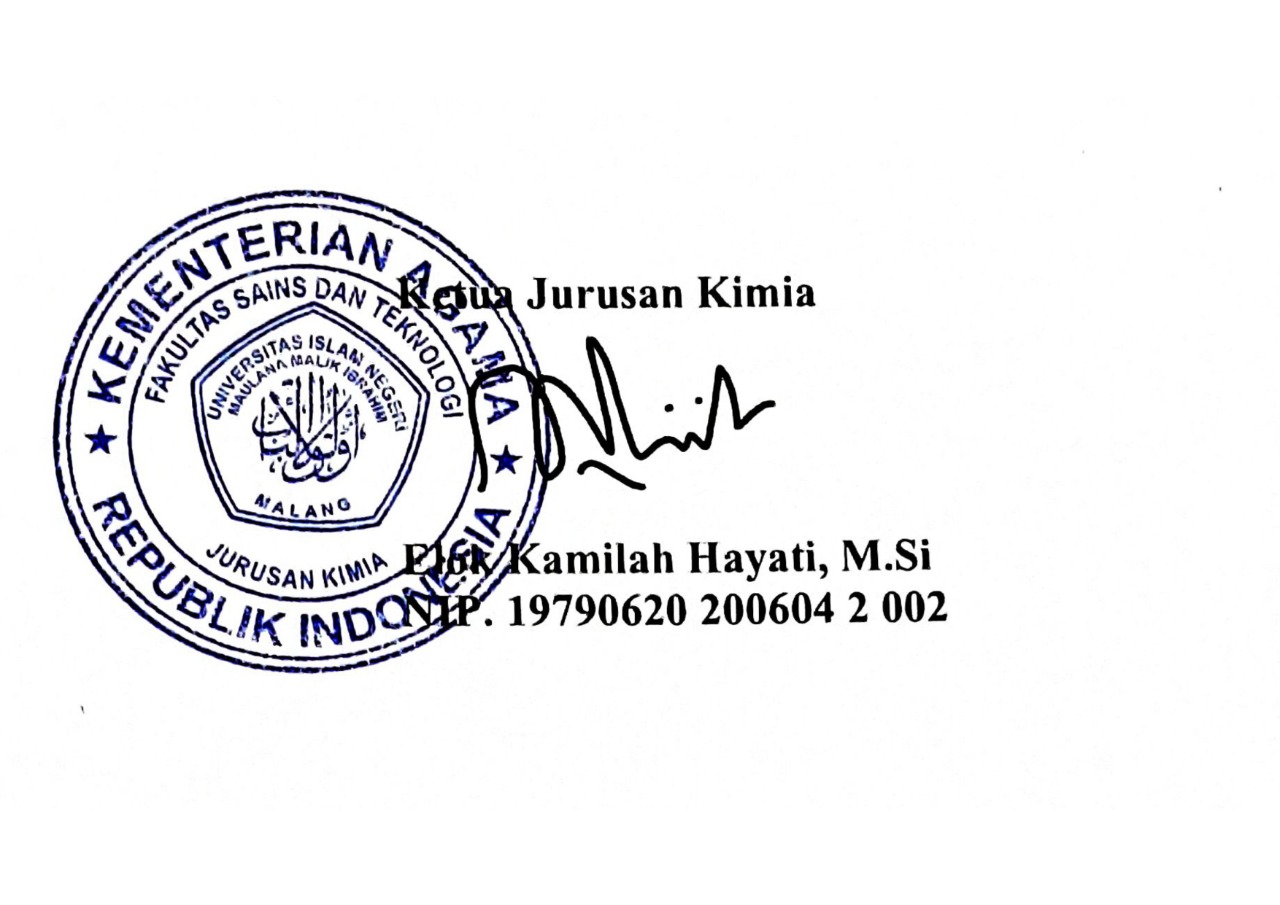 KEMENTERIAN AGAMA
FAKULTAS SAINS DAN TEKNOLOGI
UNIVERSITAS ISLAM NEGERI
MAULANA MALIK IBRAHIM
MALANG
JURUSAN KIMIA
REPUBLIK INDONESIA
Ketua Jurusan Kimia
Elok Kamilah Hayati, M.Si
NIP. 19790620 200604 2 002